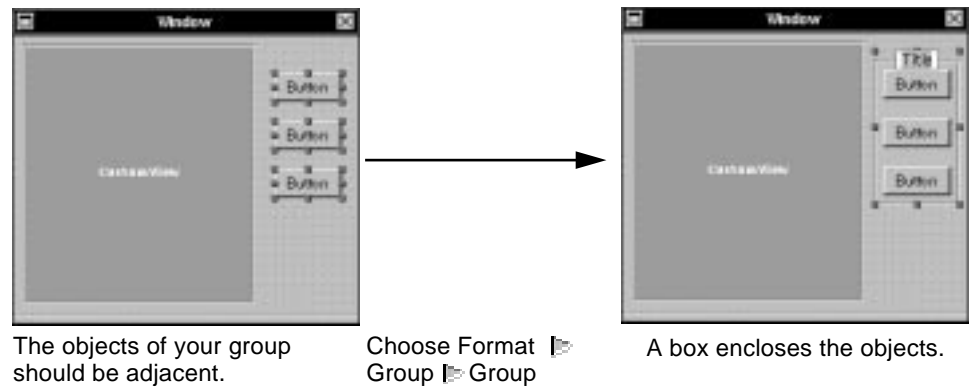 Window
Button
Button
CustomView
Button
Window
Title
Button
Button
CustomView
Button
The objects of your group
should be adjacent.
Choose Format
Group Group
A box encloses the objects.